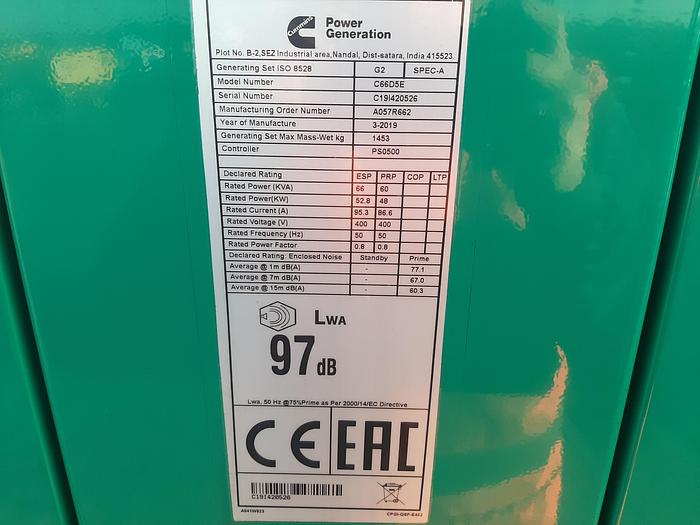 Cummins
Power
Generation
Plot No. B-2,SEZ Industrial area,Nandal, Dist-satara, India 415523.
Generating Set ISO 8528 G2 SPEC-A
Model Number C66D5E
Serial Number C19I420526
Manufacturing Order Number A057R662
Year of Manufacture 3-2019
Generating Set Max Mass-Wet kg 1453
Controller PS0500
Declared Rating ESP PRP COP LTP
Rated Power (KVA) 66 60
Rated Power(KW) 52.8 48
Rated Current (A) 95.3 86.6
Rated Voltage (V) 400 400
Rated Frequency (Hz) 50 50
Rated Power Factor 0.8 0.8
Declared Rating: Enclosed Noise Standby Prime
Average @ 1m dB(A) - 77.1
Average @ 7m dB(A) - 67.0
Average @ 15m dB(A) - 60.3
LWA
97 dB
Lwa, 50 Hz @75%Prime as Per 2000/14/EC Directive
CE EAC
C19I420526